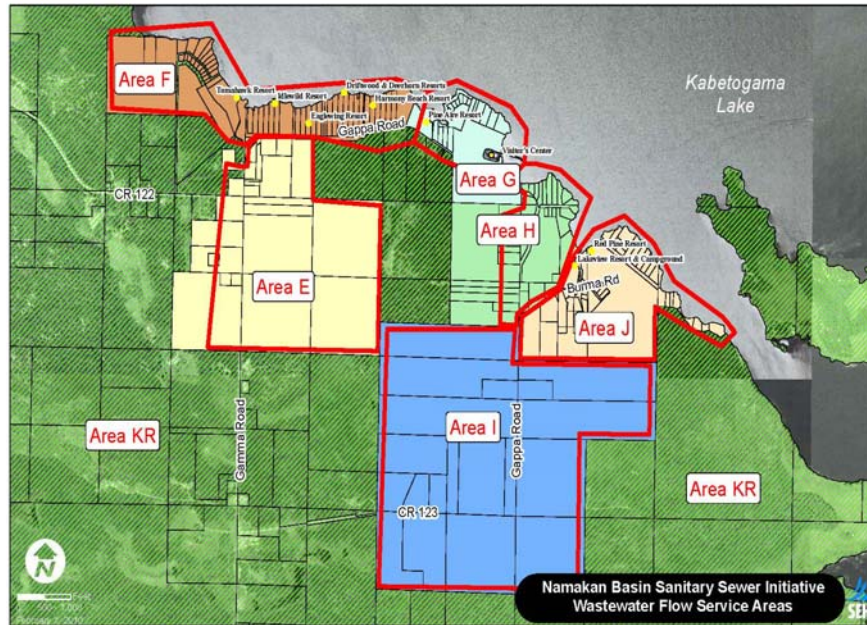 Kabetogama
Lake
Area F
Tomahawk Resort
Idlewild Resort
Driftwood & Deerhorn Resorts
Harmony Beach Resort
Eaglewing Resort
Gappa Road
Pine Aire Resort
Visitor's Center
Area G
CR 122
Area H
Red Pine Resort
Lakeview Resort & Campground
Burma Rd
Area E
Area J
Area KR
Gamma Road
Area I
Gappa Road
Area KR
CR 123
N
Namakan Basin Sanitary Sewer Initiative
Wastewater Flow Service Areas